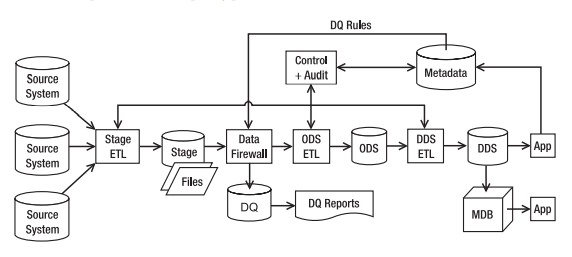 DQ Rules
Source
System
Control
+ Audit
Metadata
Source
System
Stage
ETL
Stage
Files
Data
Firewall
ODS
ETL
ODS
DDS
ETL
DDS
App
Source
System
DQ
DQ Reports
MDB
App